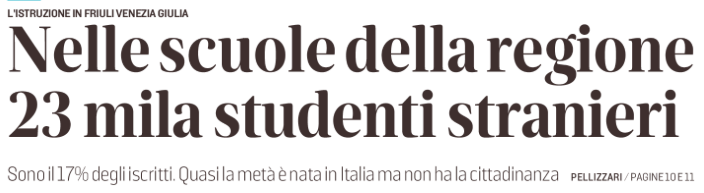 L'ISTRUZIONE IN FRIULI VENEZIA GIULIA
Nelle scuole della regione
23 mila studenti stranieri
Sono il 17% degli iscritti. Quasi la metà è nata in Italia ma non ha la cittadinanza PELLIZZARI / PAGINE 10 E 11